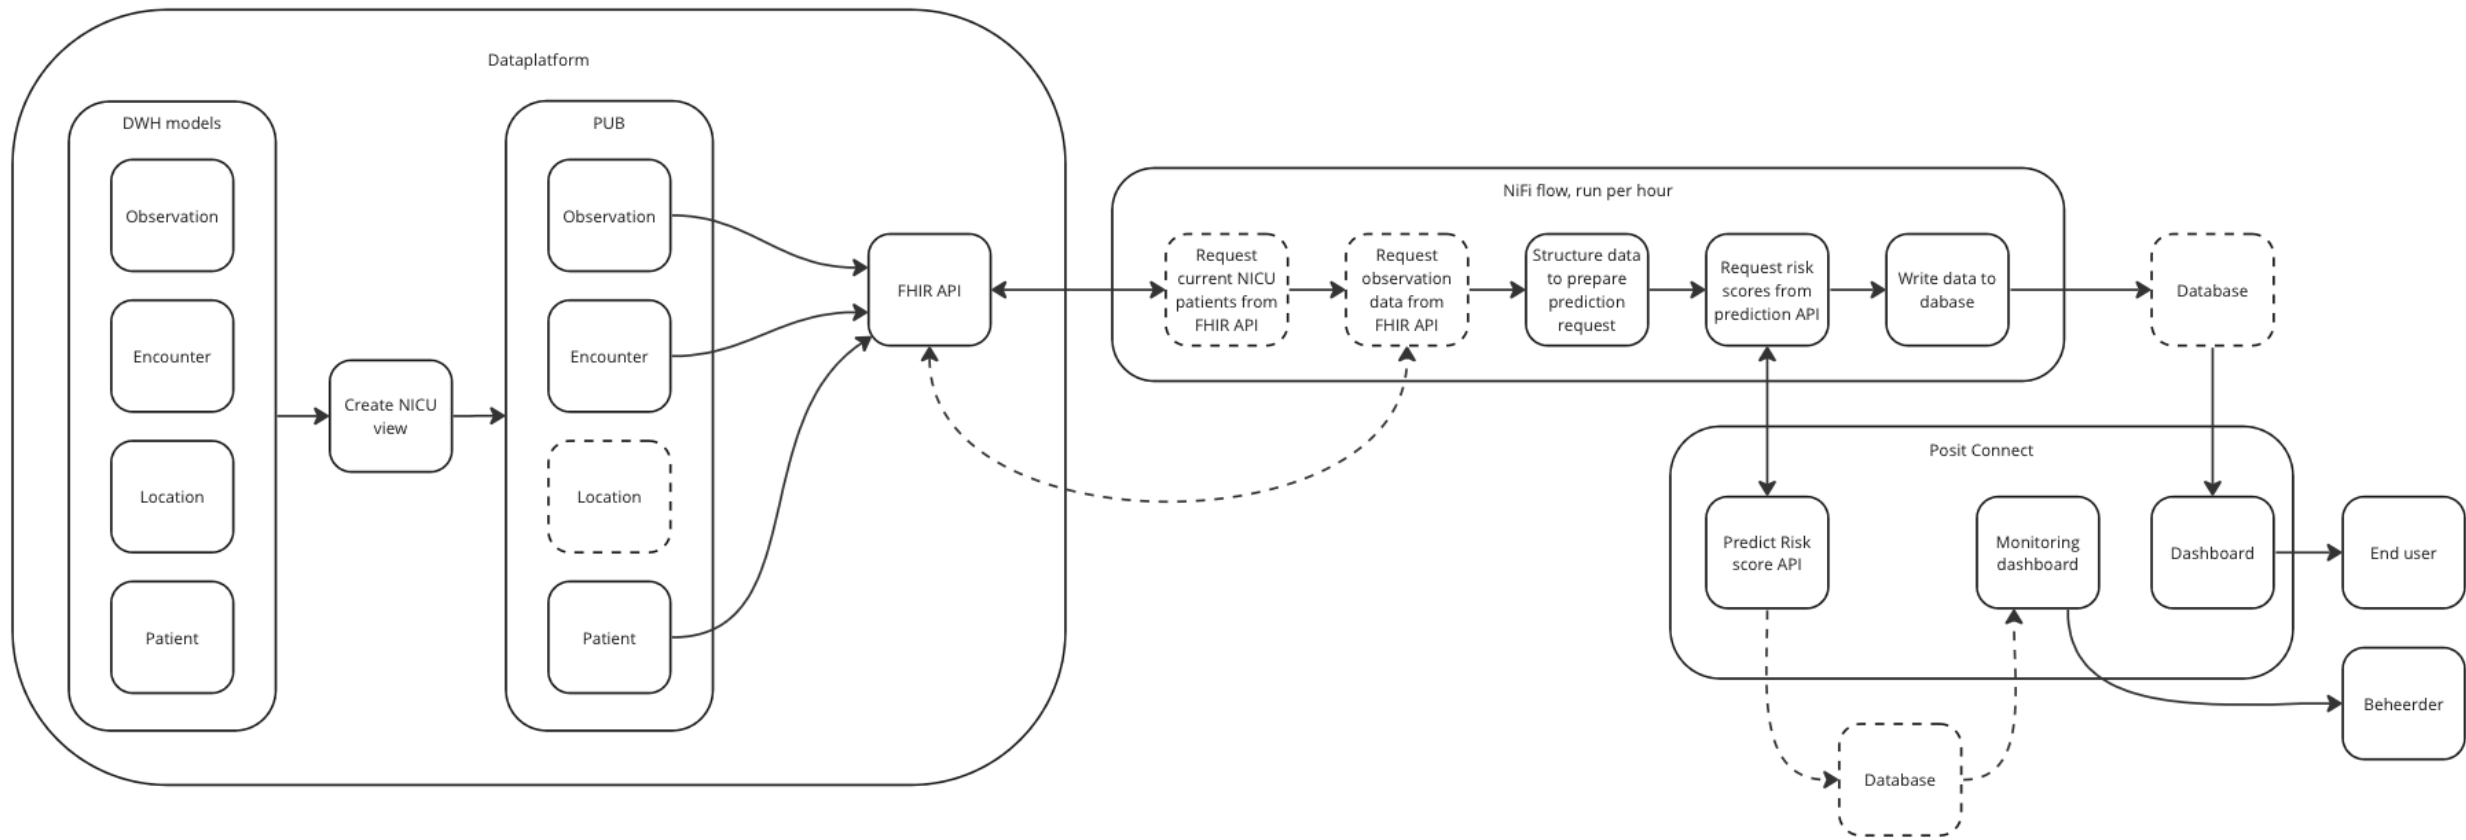 Dataplatform
DWH models
Observation
Encounter
Location
Patient
Create NICU
view
PUB
Observation
Encounter
Location
Patient
FHIR API
NiFi flow, run per hour
Request
current NICU
patients from
FHIR API
Request
observation
data from
FHIR API
Structure data
to prepare
prediction
request
Request risk
scores from
prediction API
Write data to
dabase
Database
Posit Connect
Predict Risk
score API
Monitoring
dashboard
Dashboard
End user
Beheerder
Database